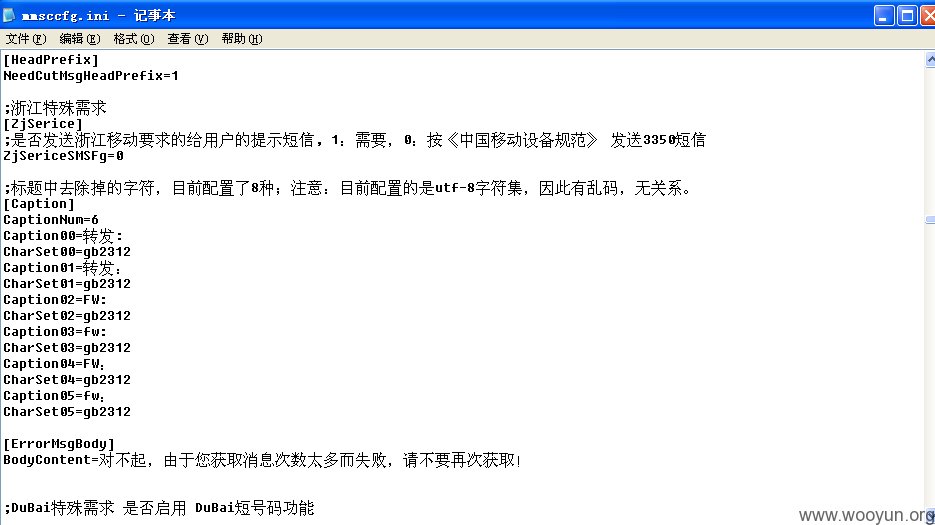 mmsccfg.ini - 记事本
文件(F) 编辑(E) 格式(O) 查看(V) 帮助(H)
[HeadPrefix]
NeedCutMsgHeadPrefix=1
;浙江特殊需求
[ZjSerice]
;是否发送浙江移动要求的给用户的提示短信，1：需要，0：按《中国移动设备规范》 发送3350短信
ZjSericeSMSFg=0
;标题中去除掉的字符，目前配置了8种；注意：目前配置的是utf-8字符集，因此有乱码，无关系。
[Caption]
CaptionNum=6
Caption00=转发:
CharSet00=gb2312
Caption01=转发：
CharSet01=gb2312
Caption02=FW:
CharSet02=gb2312
Caption03=fw:
CharSet03=gb2312
Caption04=FW；
CharSet04=gb2312
Caption05=fw；
CharSet05=gb2312
[ErrorMsgBody]
BodyContent=对不起，由于您获取消息次数太多而失败，请不要再次获取！
;DuBai特殊需求 是否启用 DuBai短号码功能
www.wooyun.org